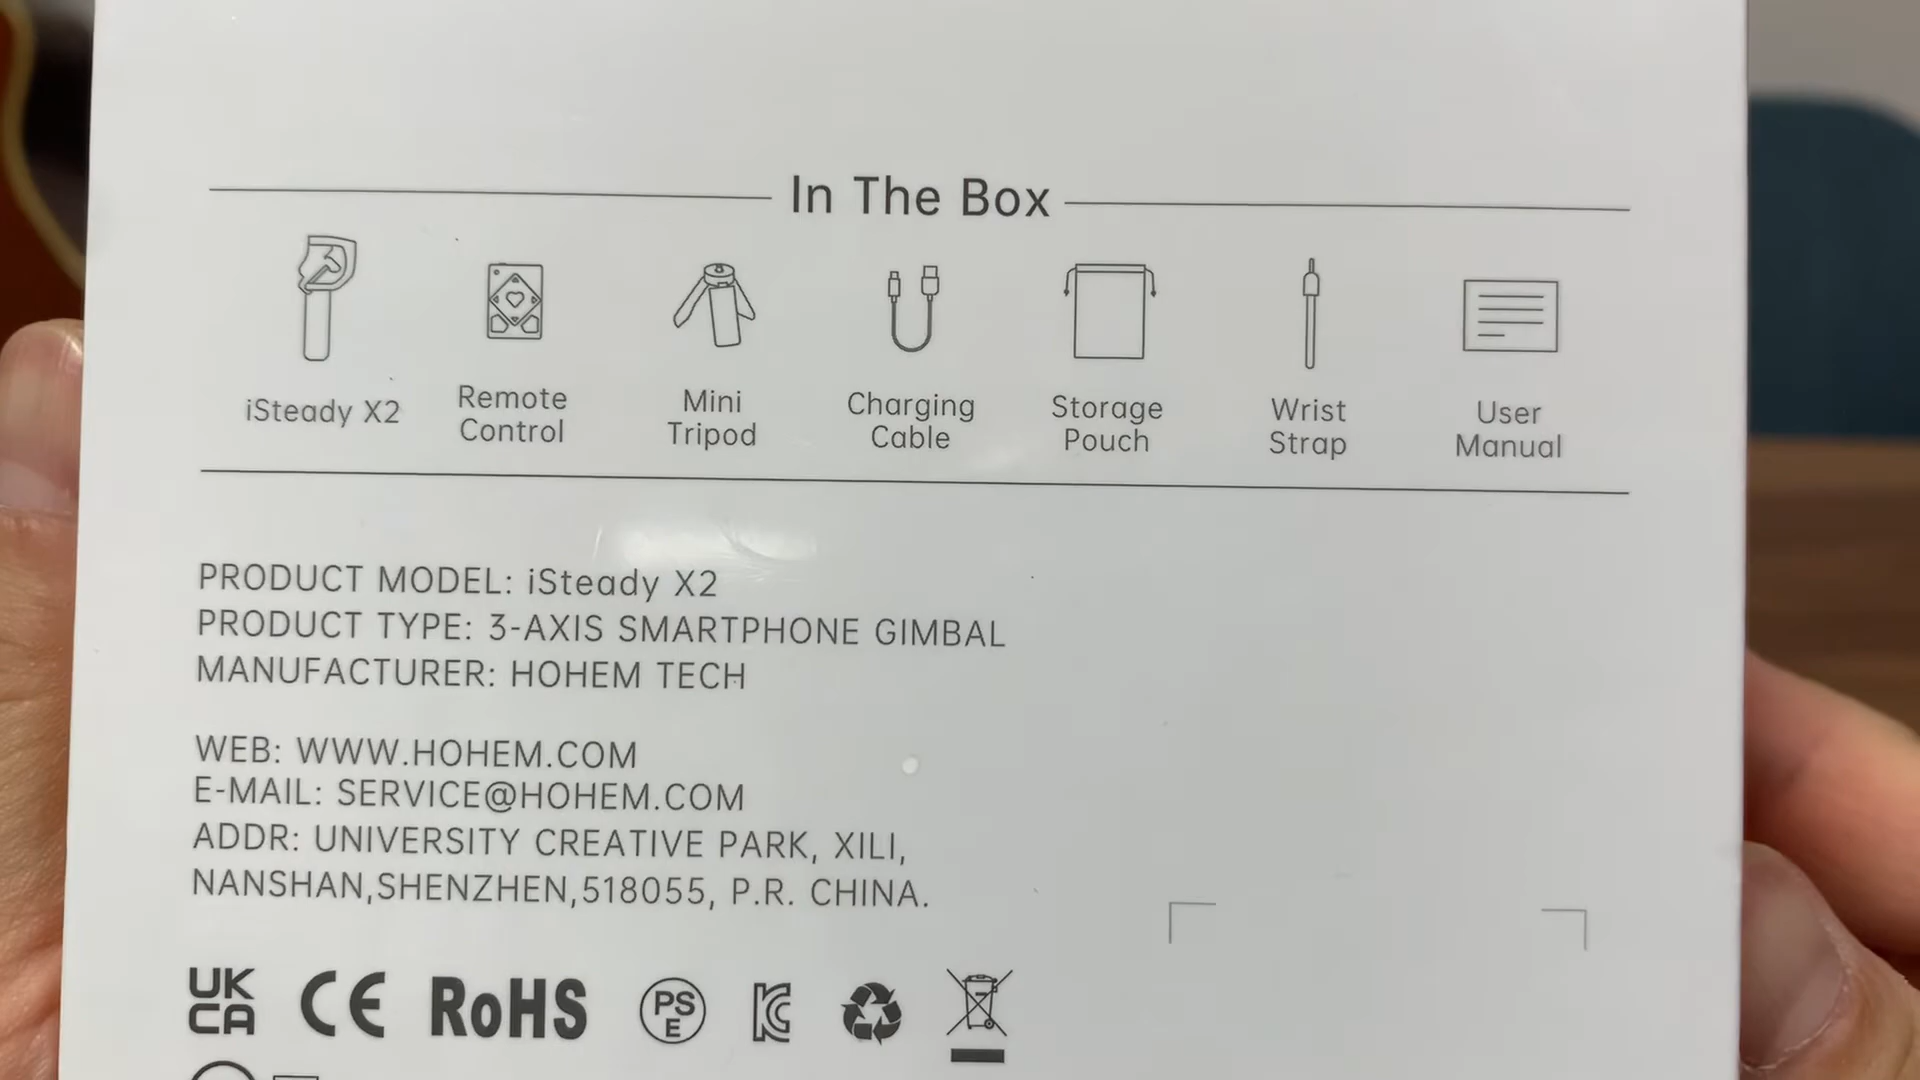 In The Box
iSteady X2
Remote
Control
Mini
Tripod
Charging
Cable
Storage
Pouch
Wrist
Strap
User
Manual
PRODUCT MODEL: iSteady X2
PRODUCT TYPE: 3-AXIS SMARTPHONE GIMBAL
MANUFACTURER: HOHEM TECH
WEB: WWW.HOHEM.COM
E-MAIL: SERVICE@HOHEM.COM
ADDR: UNIVERSITY CREATIVE PARK, XILI,
NANSHAN,SHENZHEN,518055, P.R. CHINA.
UK
CA CE RoHS PS
E KC